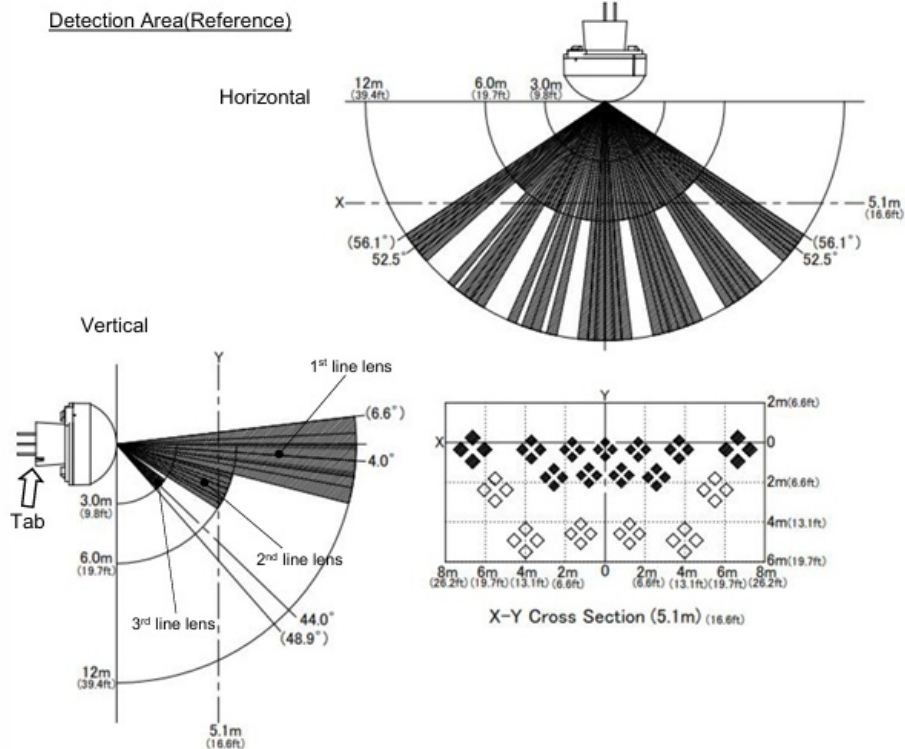 Detection Area(Reference)
Horizontal
12m
(39.4ft)
6.0m
(19.7ft)
3.0m
(9.8ft)
X
5.1m
(16.6ft)
(56.1°)
52.5°
(56.1°)
52.5°
Vertical
Y
1st line lens
(6.6°)
4.0°
Tab
3.0m
(9.8ft)
6.0m
(19.7ft)
2nd line lens
3rd line lens
44.0°
(48.9°)
12m
(39.4ft)
5.1m
(16.6ft)
Y
X
2m(6.6ft)
0
2m(6.6ft)
4m(13.1ft)
6m(19.7ft)
8m 6m 4m 2m 0 2m 4m 6m 8m
(26.2ft) (19.7ft) (13.1ft) (6.6ft) (6.6ft) (13.1ft) (19.7ft) (26.2ft)
X-Y Cross Section (5.1m) (16.6ft)